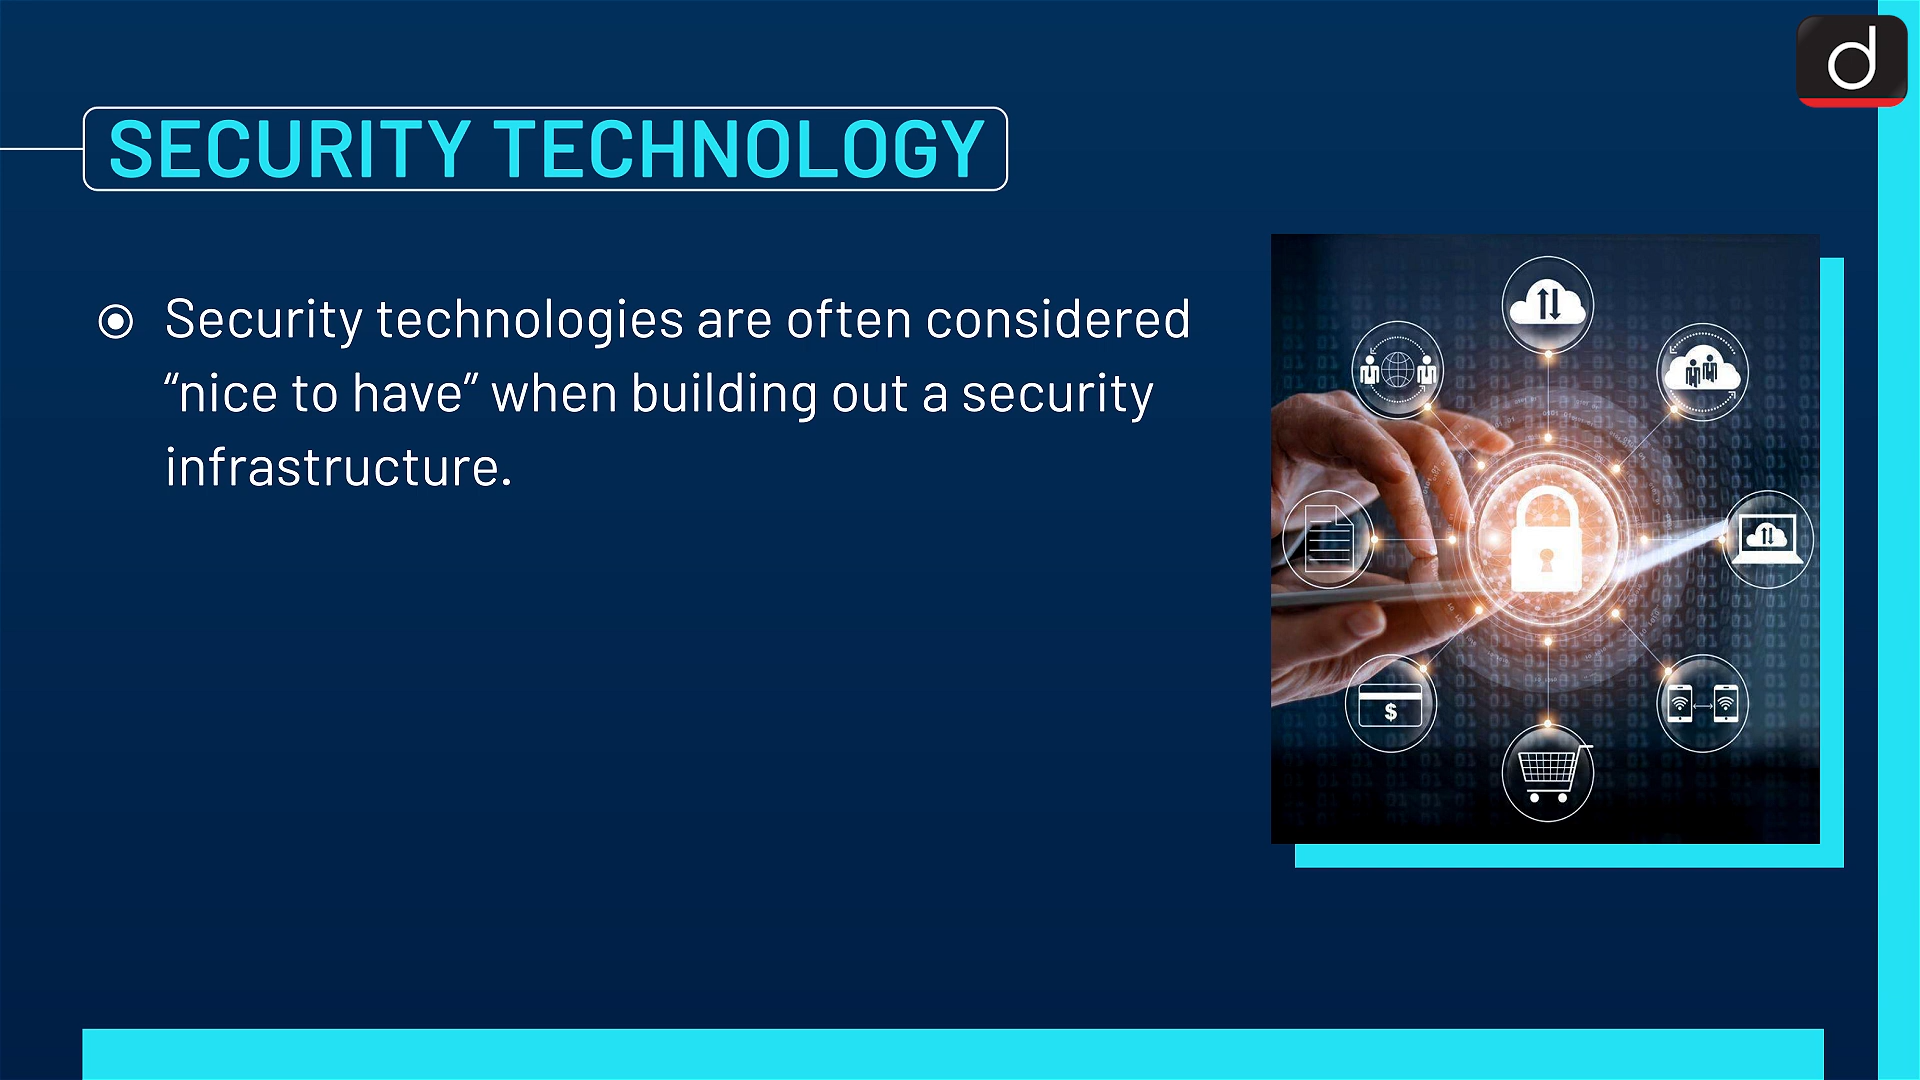 d
SECURITY TECHNOLOGY
Security technologies are often considered
“nice to have” when building out a security
infrastructure.
$